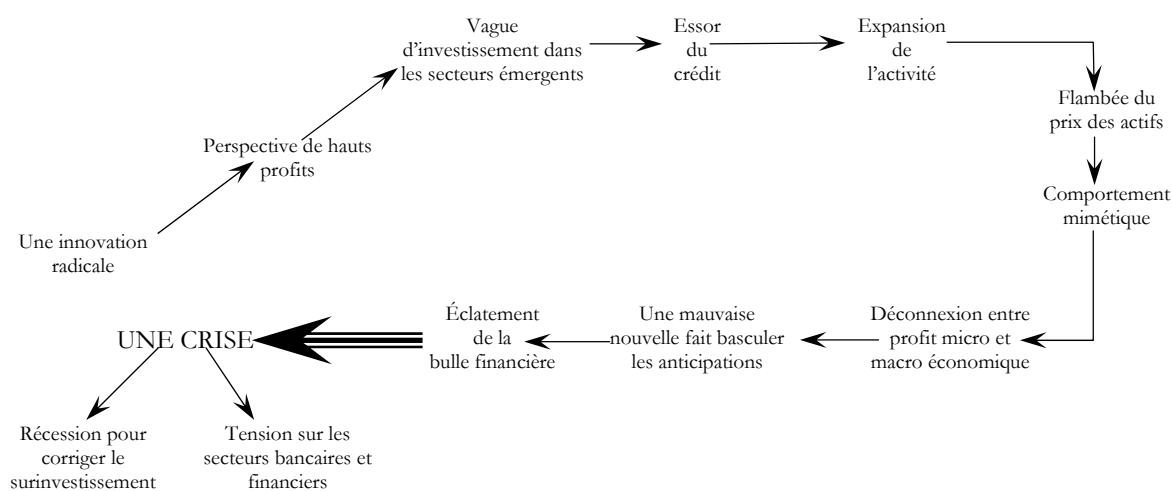 Une innovation
radicale
Perspective de hauts
profits
Vague
d'investissement dans
les secteurs émergents
Essor
du
crédit
Expansion
de
l'activité
Flambée du
prix des actifs
Comportement
mimétique
Déconnexion entre
profit micro et
macro économique
Une mauvaise
nouvelle fait basculer
les anticipations
Éclatement
de la
bulle financière
UNE CRISE
Récession pour
corriger le
surinvestissement
Tension sur les
secteurs bancaires et
financiers